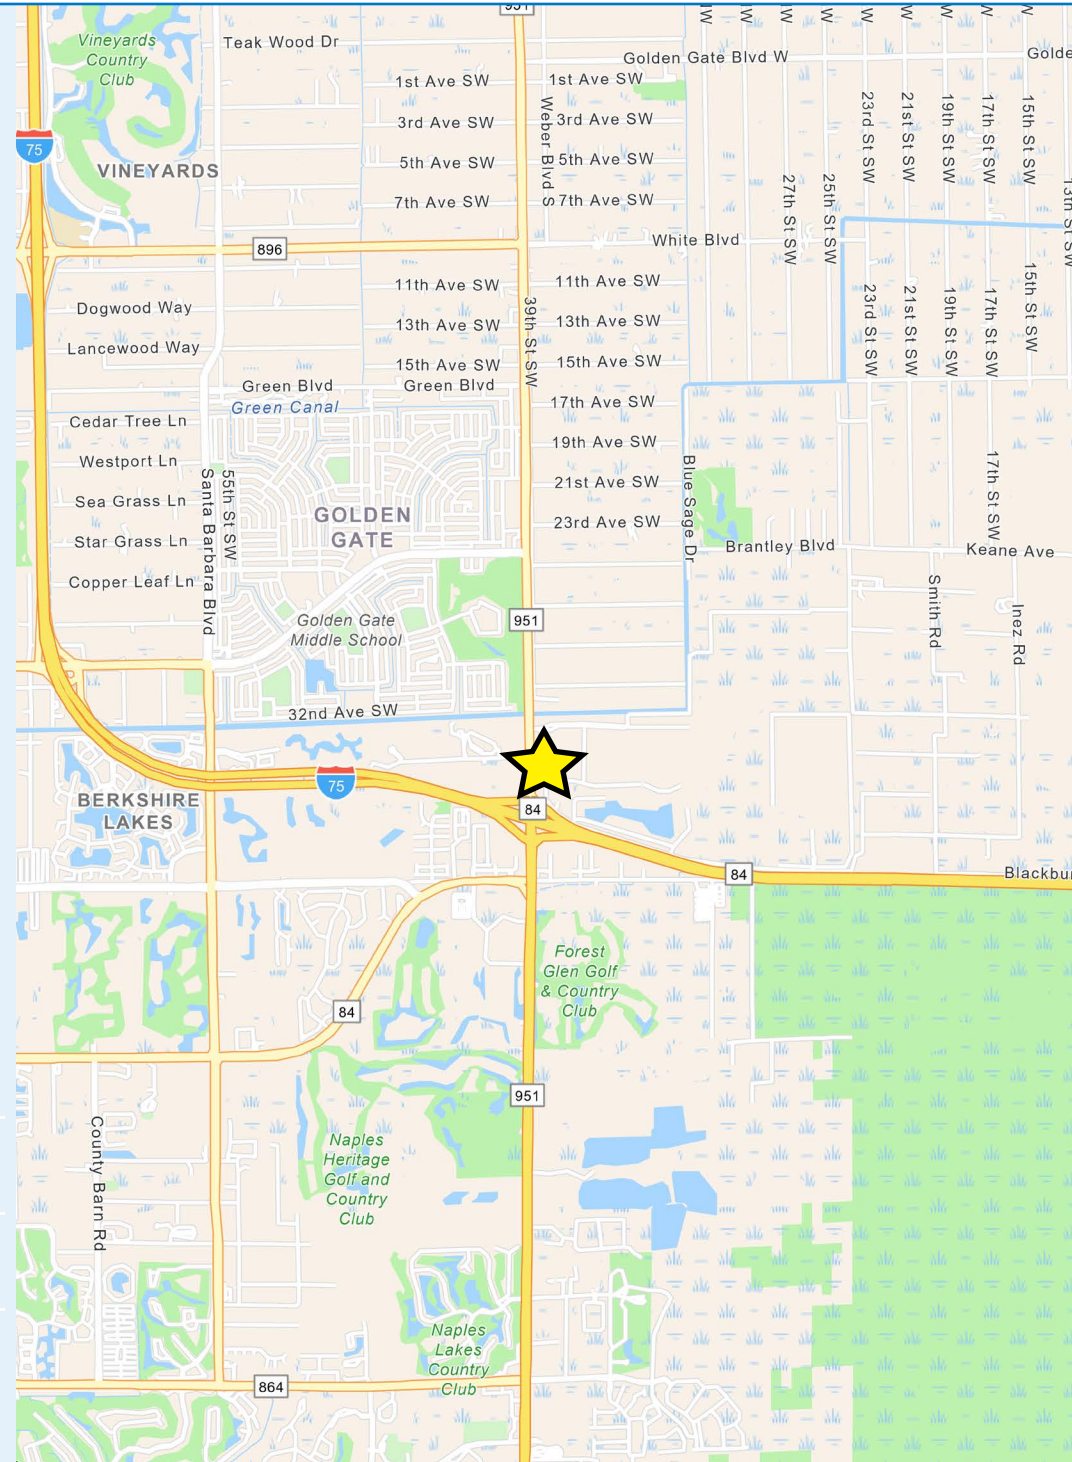 951
Vineyards
Country
Club
Teak Wood Dr
Golden Gate Blvd W
Golde
1st Ave SW
1st Ave SW
3rd Ave SW
3rd Ave SW
5th Ave SW
5th Ave SW
7th Ave SW
7th Ave SW
Weber Blvd S
W
W
W
W
W
W
W
W
W
23rd St SW
21st St SW
19th St SW
17th St SW
15th St SW
27th St SW
25th St SW
13th St SW
75
VINEYARDS
896
White Blvd
11th Ave SW
11th Ave SW
Dogwood Way
13th Ave SW
13th Ave SW
39th St SW
Lancewood Way
15th Ave SW
15th Ave SW
23rd St SW
21st St SW
19th St SW
17th St SW
15th St SW
Green Blvd
Green Blvd
Green Canal
17th Ave SW
Cedar Tree Ln
19th Ave SW
Westport Ln
21st Ave SW
Sea Grass Ln
Santa Barbara Blvd
55th St SW
GOLDEN
GATE
23rd Ave SW
Blue Sage Dr
17th St SW
Star Grass Ln
Brantley Blvd
Keane Ave
Copper Leaf Ln
Smith Rd
Inez Rd
Golden Gate
Middle School
951
32nd Ave SW
75
BERKSHIRE
LAKES
84
84
Blackbu
Forest
Glen Golf
& Country
Club
84
951
County Barn Rd
Naples
Heritage
Golf and
Country
Club
Naples
Lakes
Country
Club
864